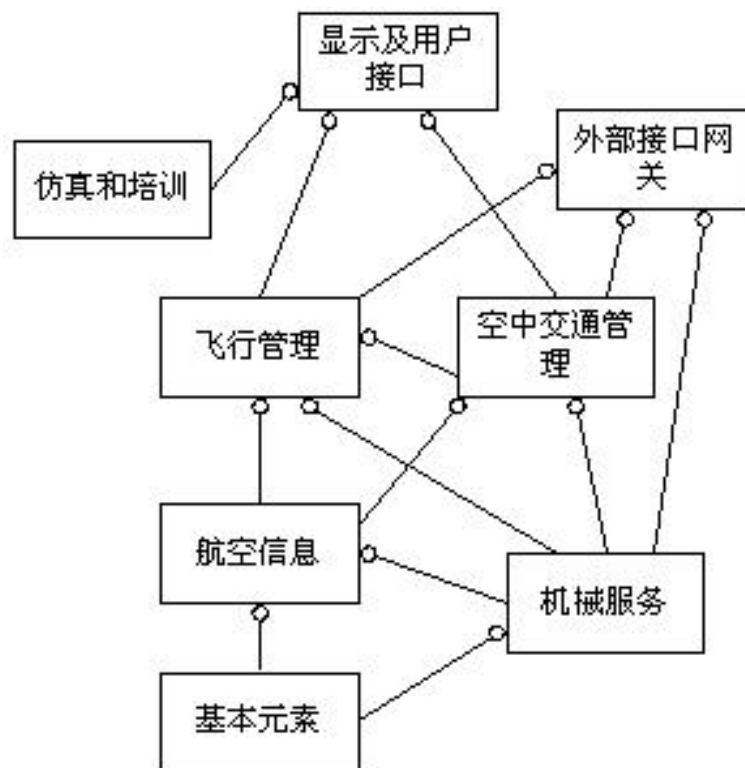 显示及用户
接口
外部接口网
关
仿真和培训
飞行管理
空中交通管
理
航空信息
机械服务
基本元素